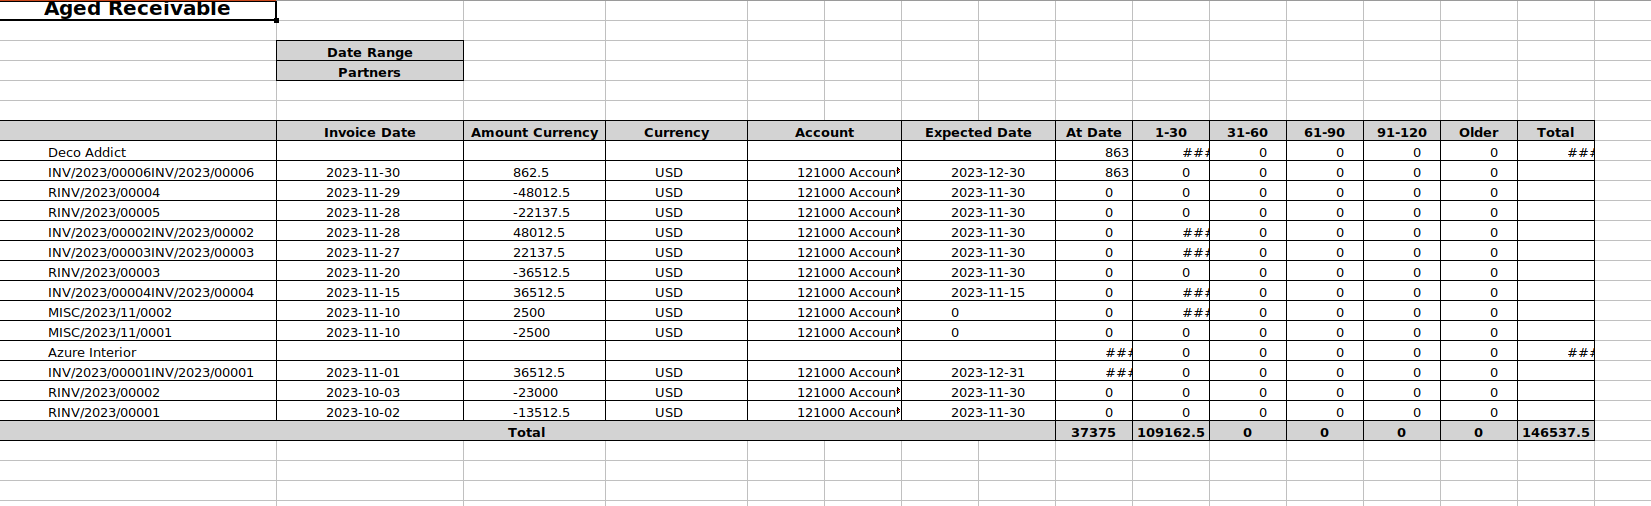 Aged Receivable
Date Range
Partners
Invoice Date Amount Currency Currency Account Expected Date At Date 1-30 31-60 61-90 91-120 Older Total
Deco Addict 863 ### 0 0 0 0 ###
INV/2023/00006INV/2023/00006 2023-11-30 862.5 USD 121000 Accoun 2023-12-30 863 0 0 0 0 0
RINV/2023/00004 2023-11-29 -48012.5 USD 121000 Accoun 2023-11-30 0 0 0 0 0 0
RINV/2023/00005 2023-11-28 -22137.5 USD 121000 Accoun 2023-11-30 0 0 0 0 0 0
INV/2023/00002INV/2023/00002 2023-11-28 48012.5 USD 121000 Accoun 2023-11-30 0 ### 0 0 0 0
INV/2023/00003INV/2023/00003 2023-11-27 22137.5 USD 121000 Accoun 2023-11-30 0 ### 0 0 0 0
RINV/2023/00003 2023-11-20 -36512.5 USD 121000 Accoun 2023-11-30 0 0 0 0 0 0
INV/2023/00004INV/2023/00004 2023-11-15 36512.5 USD 121000 Accoun 2023-11-15 0 ### 0 0 0 0
MISC/2023/11/0002 2023-11-10 2500 USD 121000 Accoun 0 0 ### 0 0 0 0
MISC/2023/11/0001 2023-11-10 -2500 USD 121000 Accoun 0 0 0 0 0 0 0
Azure Interior ### 0 0 0 0 0 ###
INV/2023/00001INV/2023/00001 2023-11-01 36512.5 USD 121000 Accoun 2023-12-31 ### 0 0 0 0 0
RINV/2023/00002 2023-10-03 -23000 USD 121000 Accoun 2023-11-30 0 0 0 0 0 0
RINV/2023/00001 2023-10-02 -13512.5 USD 121000 Accoun 2023-11-30 0 0 0 0 0 0
Total 37375 109162.5 0 0 0 0 146537.5